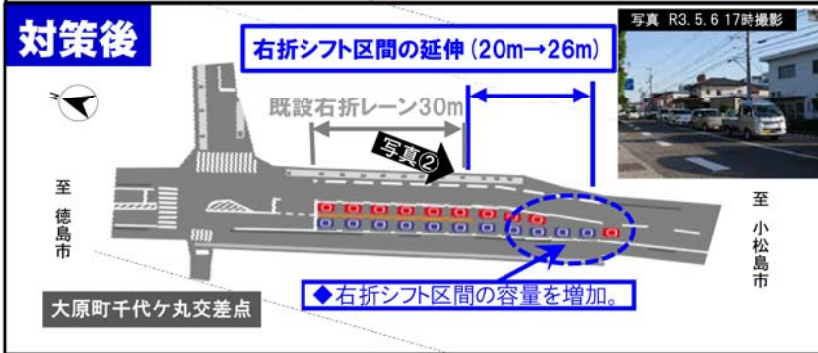 対策後
写真 R3.5.6 17時撮影
右折シフト区間の延伸(20m→26m)
既設右折レーン30m
写真②
至 徳島市
至 小松島市
◆右折シフト区間の容量を増加。
大原町千代ケ丸交差点